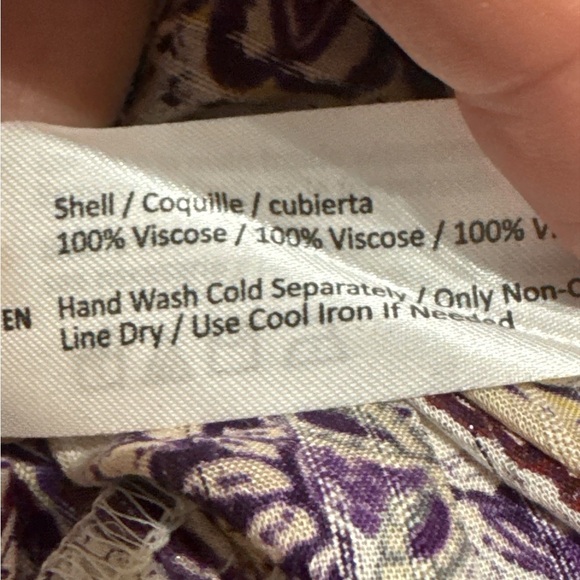 Shell / Coquille / cubierta
100% Viscose / 100% Viscose / 100% V.
EN Hand Wash Cold Separately / Only Non-C
Line Dry / Use Cool Iron If Needed